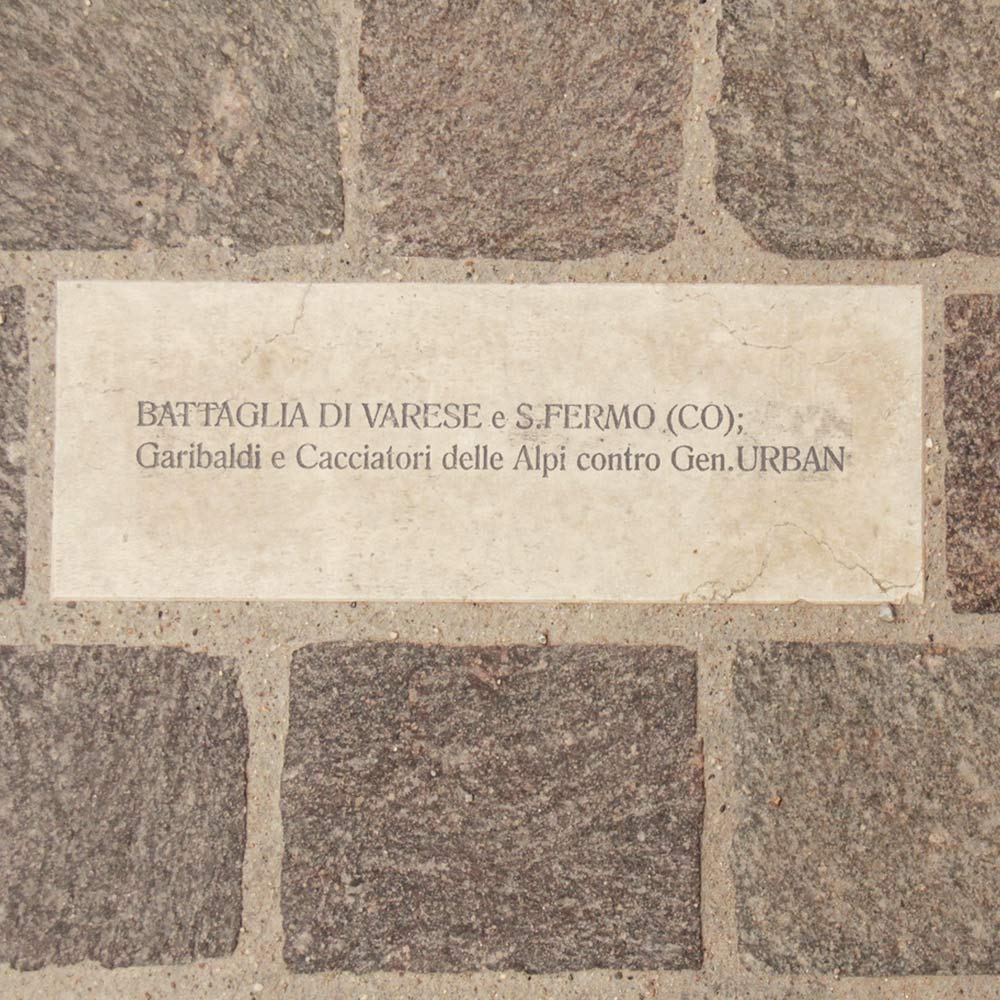 BATTAGLIA DI VARESE e S.FERMO (CO);
Garibaldi e Cacciatori delle Alpi contro Gen.URBAN